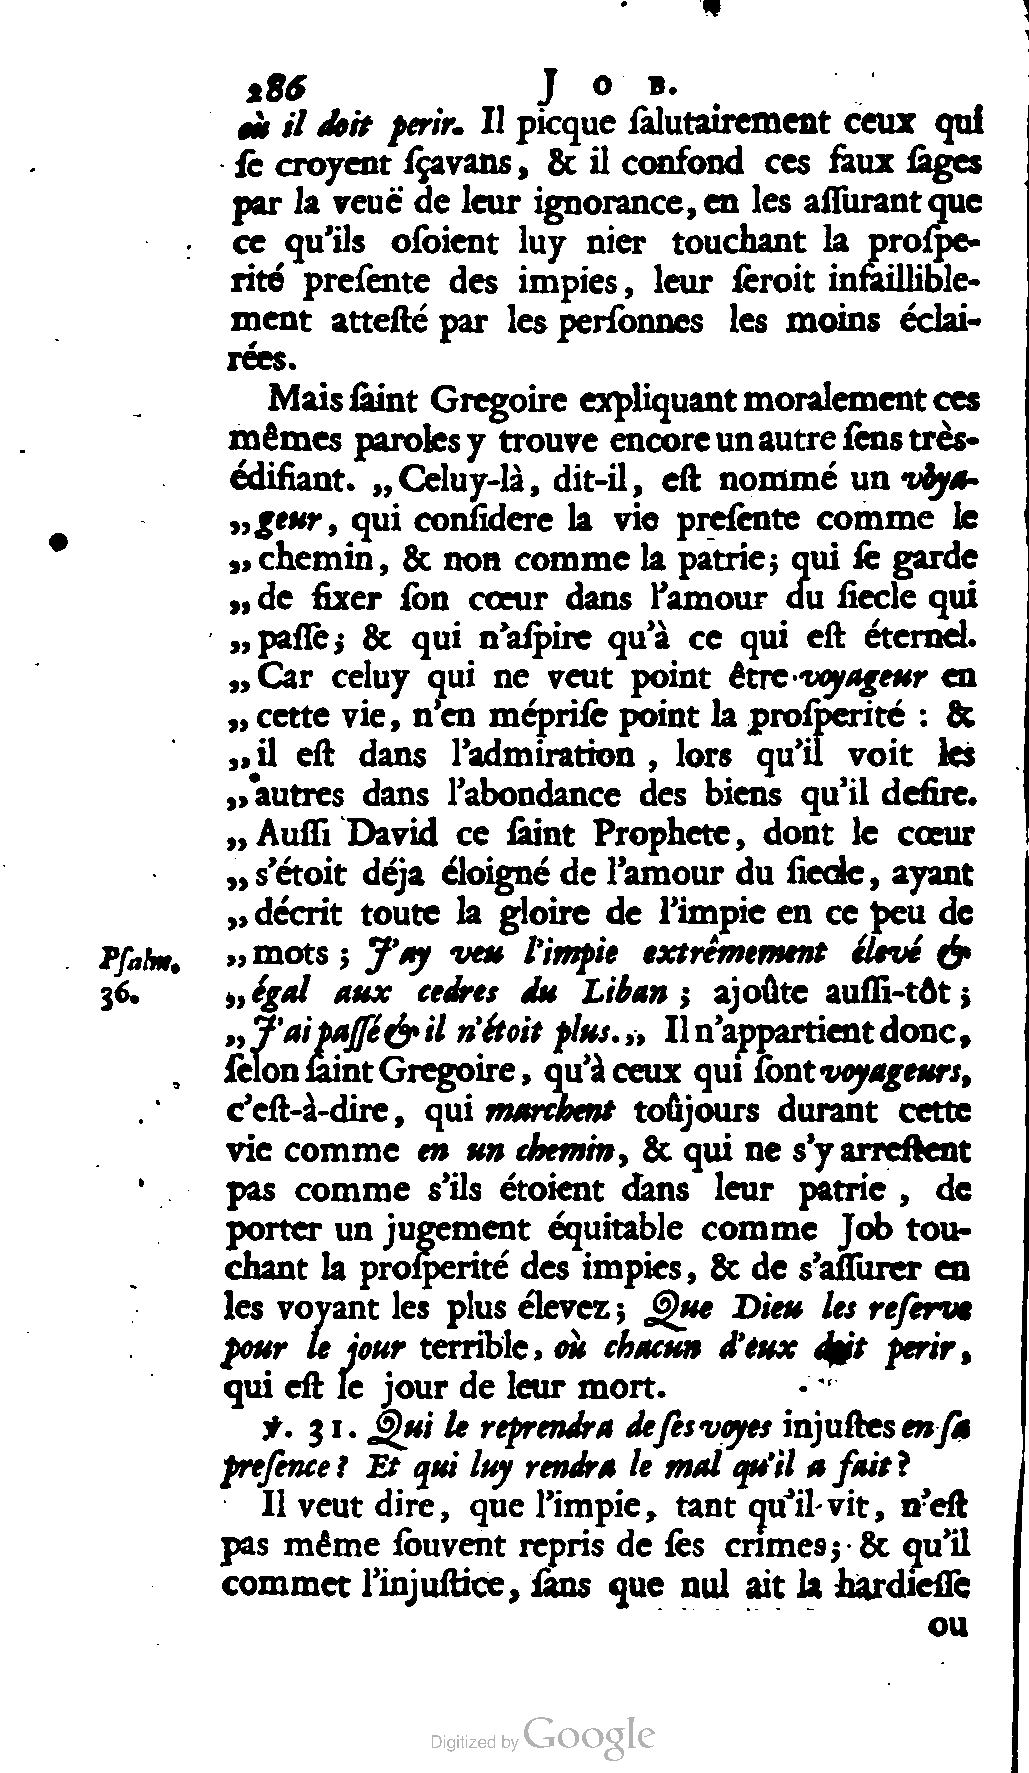 286 J O B.
où il doit perir. Il picque ſalutairement ceux qui
ſe croyent ſçavans, & il confond ces faux ſages
par la veuë de leur ignorance, en les aſſurant que
ce qu'ils oſoient luy nier touchant la proſpe-
rité preſente des impies, leur ſeroit infaillible-
ment atteſté par les perſonnes les moins éclai-
rées.
Mais ſaint Gregoire expliquant moralement ces
mêmes paroles y trouve encore un autre ſens très-
édifiant. „Celuy-là, dit-il, eſt nommé un voya-
„geur, qui conſidere la vie preſente comme le
„chemin, & non comme la patrie; qui ſe garde
„de fixer ſon cœur dans l'amour du ſiecle qui
„paſſe; & qui n'aſpire qu'à ce qui eſt éternel.
„Car celuy qui ne veut point être voyageur en
„cette vie, n'en mépriſe point la proſperité : &
„il eſt dans l'admiration, lors qu'il voit les
„autres dans l'abondance des biens qu'il deſire.
„Auſſi David ce ſaint Prophete, dont le cœur
„s'étoit déja éloigné de l'amour du ſiecle, ayant
„décrit toute la gloire de l'impie en ce peu de
Pſalm. „mots; J'ay veu l'impie extrêmement élevé &
36. „égal aux cedres du Liban; ajoûte auſſi-tôt;
„J'ai paſſé & il n'étoit plus.„ Il n'appartient donc,
ſelon ſaint Gregoire, qu'à ceux qui ſont voyageurs,
c'eſt-à-dire, qui marchent toûjours durant cette
vie comme en un chemin, & qui ne s'y arreſtent
pas comme s'ils étoient dans leur patrie, de
porter un jugement équitable comme Job tou-
chant la proſperité des impies, & de s'aſſurer en
les voyant les plus élevez; Que Dieu les reſerve
pour le jour terrible, où chacun d'eux doit perir,
qui eſt le jour de leur mort.
℣. 31. Qui le reprendra de ſes voyes injuſtes en ſa
preſence? Et qui luy rendra le mal qu'il a fait?
Il veut dire, que l'impie, tant qu'il vit, n'eſt
pas même ſouvent repris de ſes crimes; & qu'il
commet l'injuſtice, ſans que nul ait la hardieſſe
ou
Digitized by Google